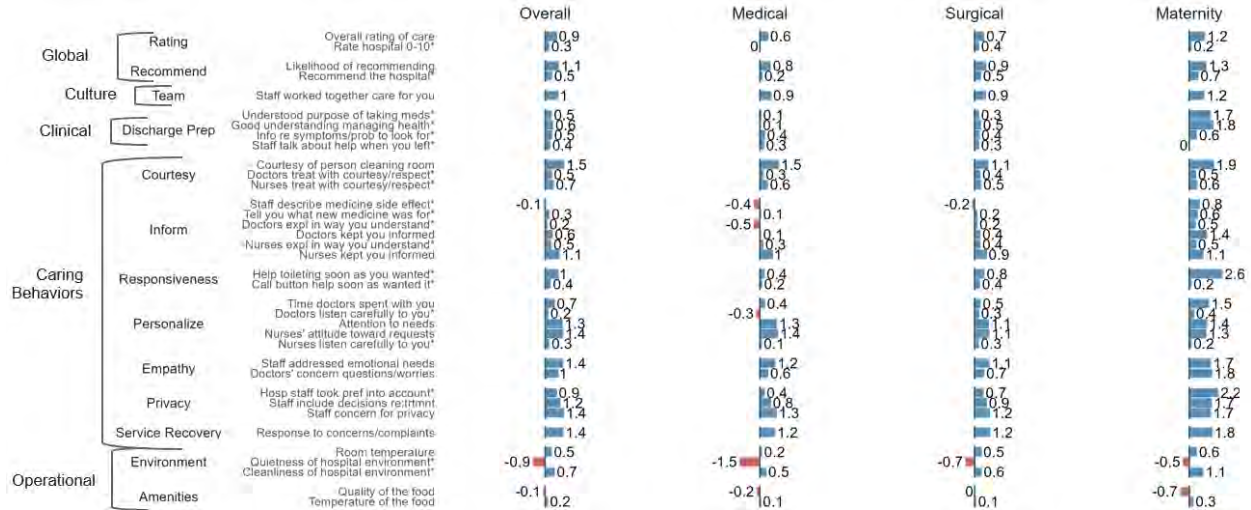 Overall Medical Surgical Maternity
Global Rating Overall rating of care 0.9 0.6 0.7 1.2
Rate hospital 0-10* 0.3 0 0.4 0.2
Recommend Likelihood of recommending 1.1 0.8 0.9 1.3
Recommend the hospital* 0.5 0.2 0.5 0.7
Culture Team Staff worked together care for you 1 0.9 0.9 1.2
Clinical Discharge Prep Understood purpose of taking meds* 0.5 0.1 0.3 1.7
Good understanding managing health* 0.6 0.1 0.5 1.8
Info re symptoms/prob to look for* 0.5 0.4 0.4 0.6
Staff talk about help when you left* 0.4 0.3 0.3 0
Caring Behaviors Courtesy Courtesy of person cleaning room 1.5 1.5 1.1 1.9
Doctors treat with courtesy/respect* 0.5 0.3 0.4 0.5
Nurses treat with courtesy/respect* 0.7 0.6 0.5 0.6
Inform Staff describe medicine side effect* -0.1 -0.4 -0.2 0.8
Tell you what new medicine was for* 0.3 0.1 0.2 0.6
Doctors expl in way you understand* 0.2 -0.5 0.2 0.5
Doctors kept you informed 0.6 0.1 0.4 1.4
Nurses expl in way you understand* 0.5 0.3 0.4 0.5
Nurses kept you informed 1.1 1 0.9 1.1
Responsiveness Help toileting soon as you wanted* 1 0.4 0.8 2.6
Call button help soon as wanted it* 0.4 0.2 0.4 0.2
Personalize Time doctors spent with you 0.7 0.4 0.5 1.5
Doctors listen carefully to you* 0.2 -0.3 0.3 0.4
Attention to needs 1.3 1.3 1.1 1.4
Nurses' attitude toward requests 1.4 1.4 1.1 1.3
Nurses listen carefully to you* 0.3 0.1 0.3 0.2
Empathy Staff addressed emotional needs 1.4 1.2 1.1 1.7
Doctors' concern questions/worries 1 0.6 0.7 1.8
Privacy Hosp staff took pref into account* 0.9 0.4 0.7 2.2
Staff include decisions re:trtmnt 1.2 0.8 0.9 1.7
Staff concern for privacy 1.4 1.3 1.2 1.7
Service Recovery Response to concerns/complaints 1.4 1.2 1.2 1.8
Operational Environment Room temperature 0.5 0.2 0.5 0.6
Quietness of hospital environment* -0.9 -1.5 -0.7 -0.5
Cleanliness of hospital environment* 0.7 0.5 0.6 1.1
Amenities Quality of the food -0.1 -0.2 0 -0.7
Temperature of the food 0.2 0.1 0.1 0.3